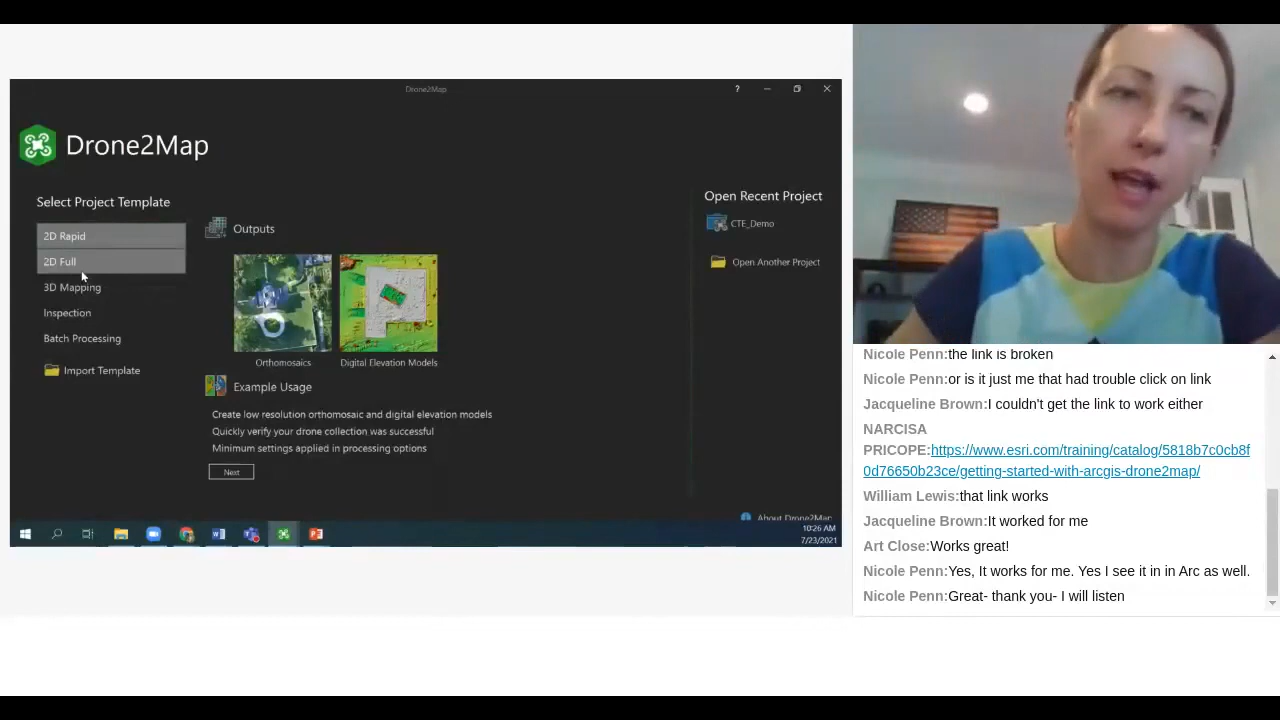 Drone2Map
?
Drone2Map
Select Project Template
2D Rapid
2D Full
3D Mapping
Inspection
Batch Processing
Import Template
Outputs
Orthomosaics
Digital Elevation Models
Example Usage
Create low resolution orthomosaic and digital elevation models
Quickly verify your drone collection was successful
Minimum settings applied in processing options
Next
Open Recent Project
CTE_Demo
Open Another Project
About Drone2Map
10:26 AM
7/23/2021
Nicole Penn:the link is broken
Nicole Penn:or is it just me that had trouble click on link
Jacqueline Brown:I couldn't get the link to work either
NARCISA
PRICOPE:https://www.esri.com/training/catalog/5818b7c0cb8f
0d76650b23ce/getting-started-with-arcgis-drone2map/
William Lewis:that link works
Jacqueline Brown:It worked for me
Art Close:Works great!
Nicole Penn:Yes, It works for me. Yes I see it in in Arc as well.
Nicole Penn:Great- thank you- I will listen